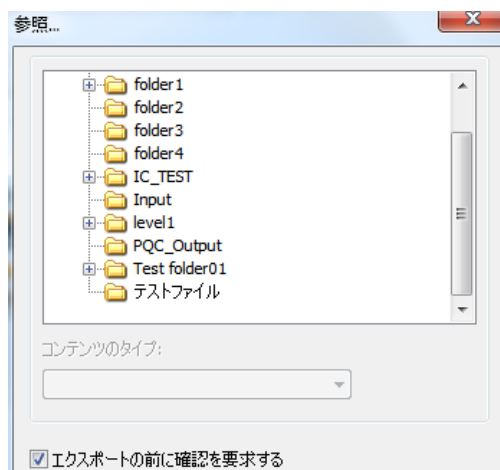 参照...
folder1
folder2
folder3
folder4
IC_TEST
Input
level1
PQC_Output
Test folder01
テストファイル
コンテンツのタイプ:
エクスポートの前に確認を要求する